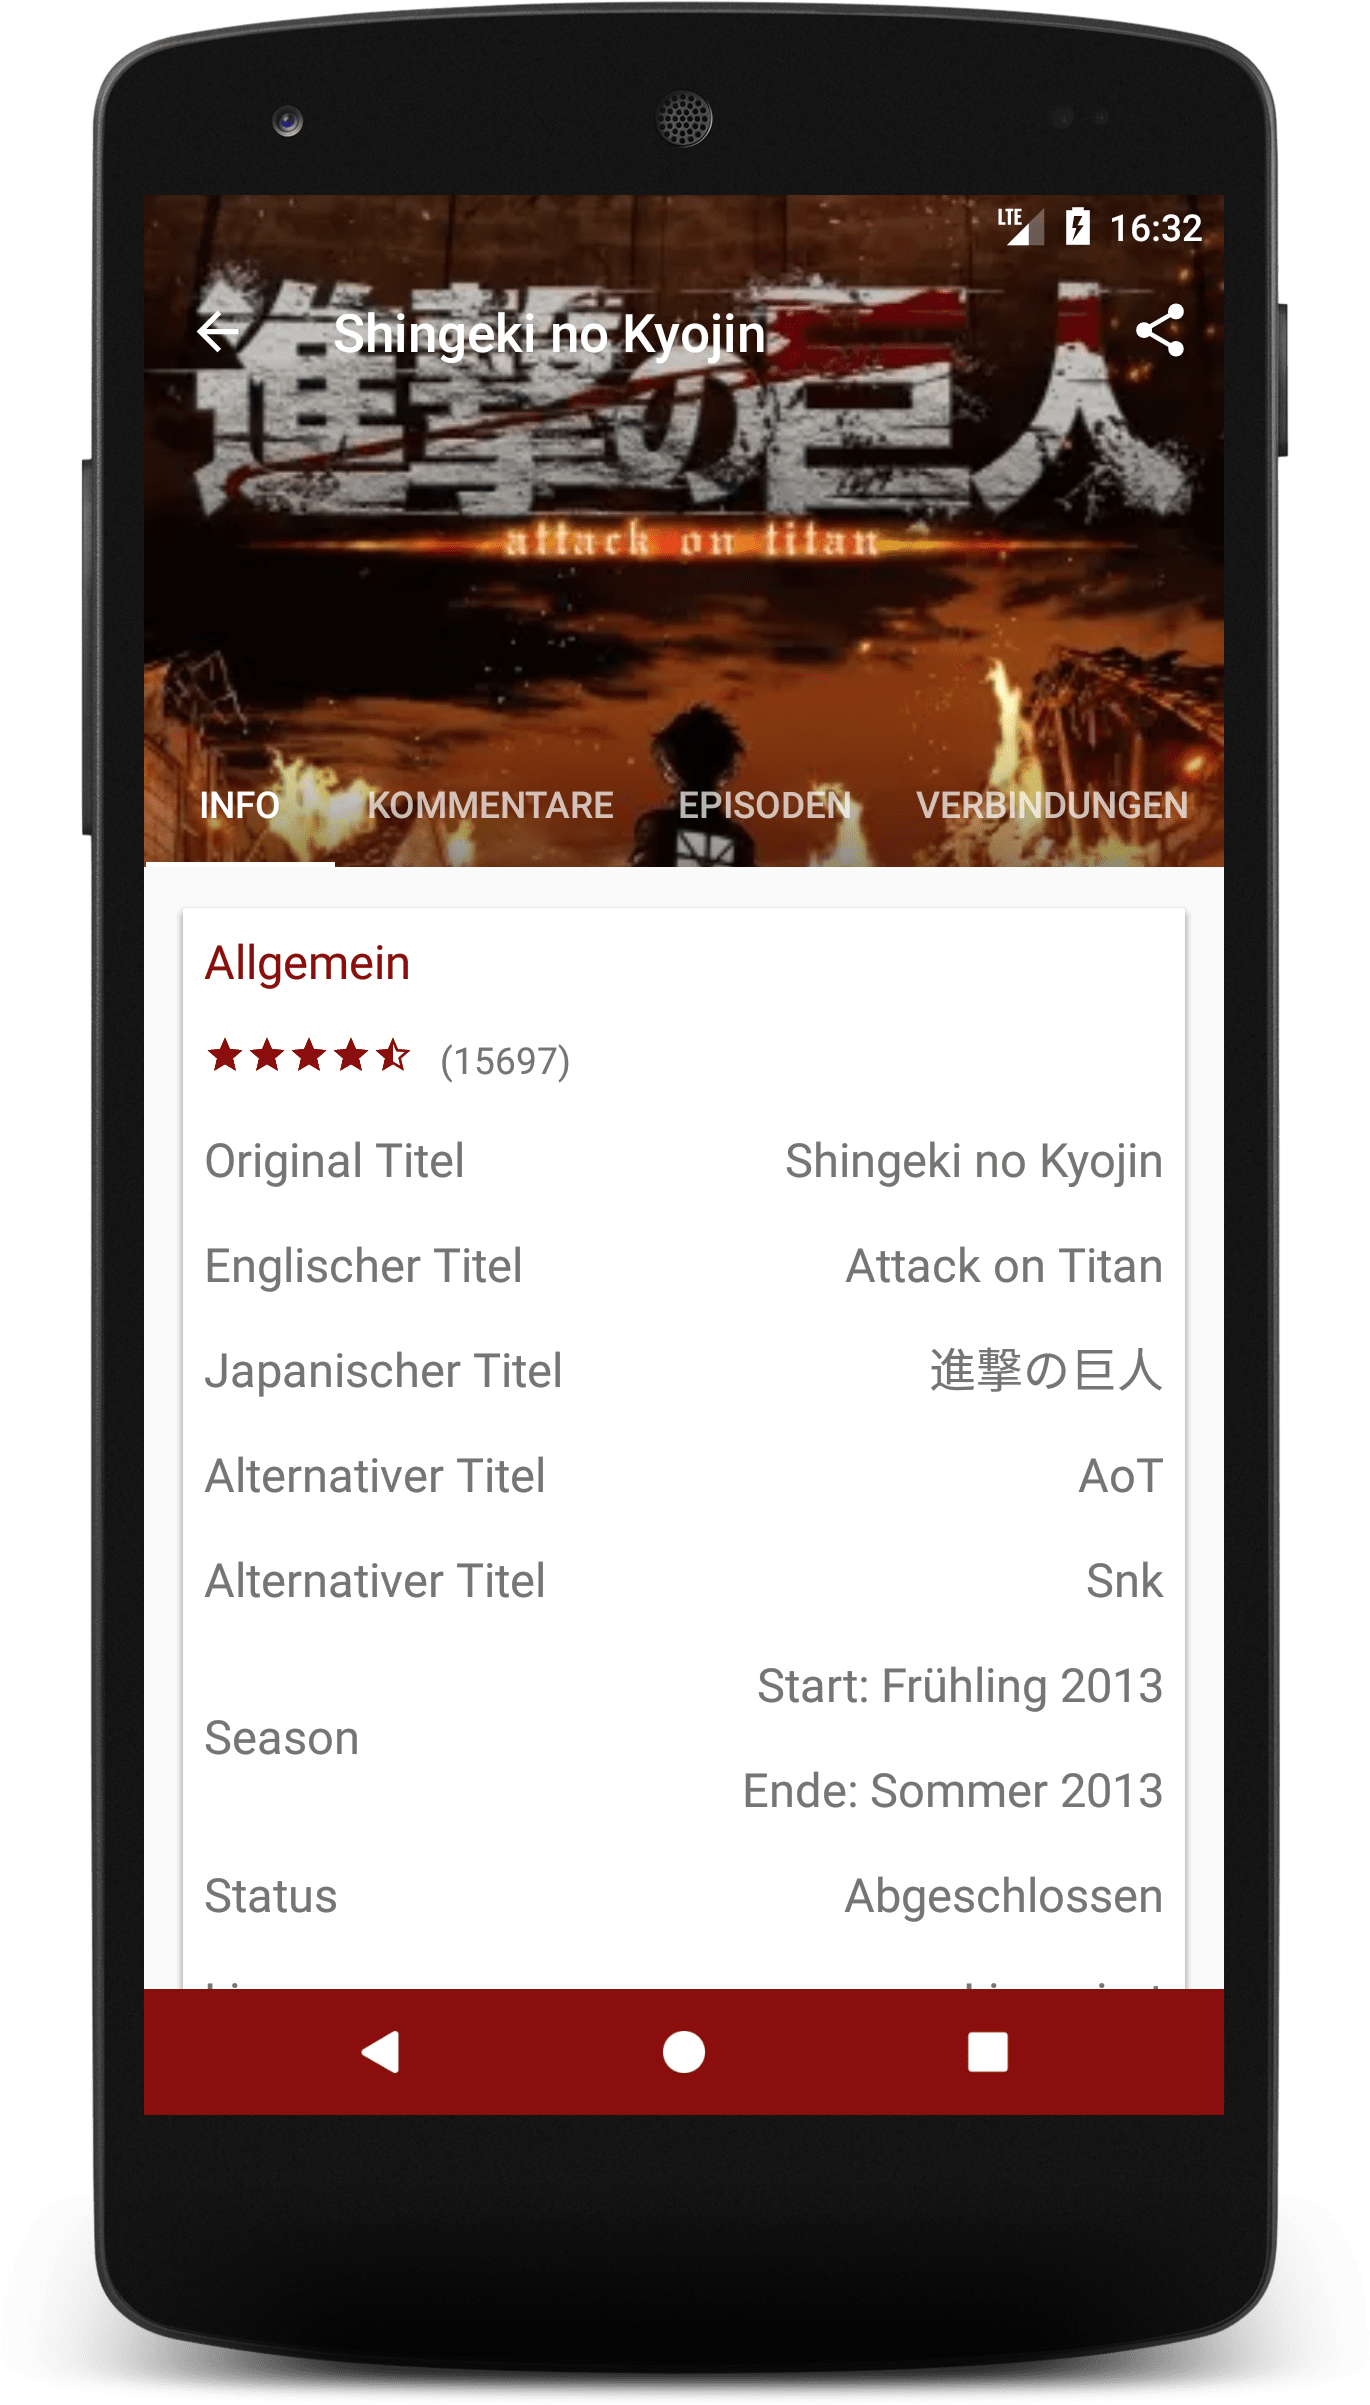 LTE 16:32
Shingeki no Kyojin
進撃の巨人
attack on titan
INFO KOMMENTARE EPISODEN VERBINDUNGEN
Allgemein
(15697)
Original Titel Shingeki no Kyojin
Englischer Titel Attack on Titan
Japanischer Titel 進撃の巨人
Alternativer Titel AoT
Alternativer Titel Snk
Start: Frühling 2013
Season
Ende: Sommer 2013
Status Abgeschlossen